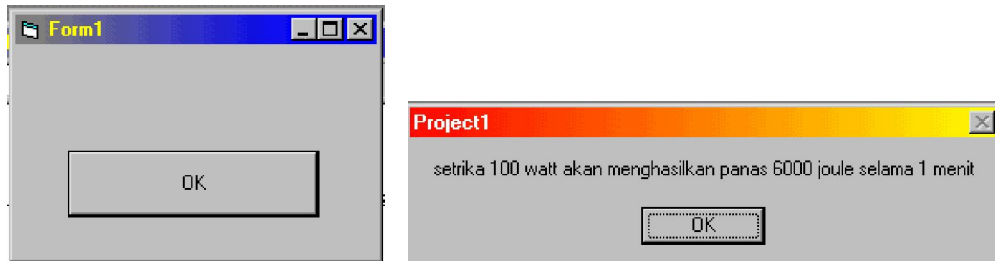 Form1
OK
Project1
setrika 100 watt akan menghasilkan panas 6000 joule selama 1 menit
OK